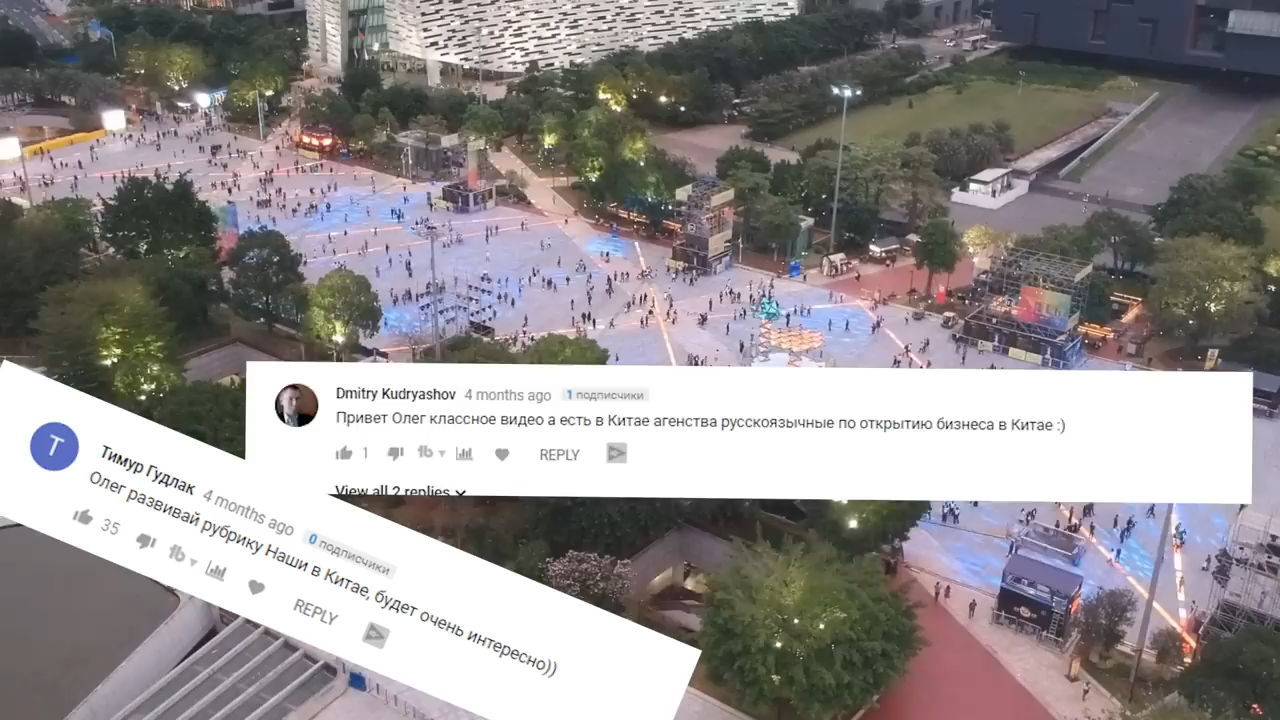 Dmitry Kudryashov 4 months ago 1 подписчики
Привет Олег классное видео а есть в Китае агенства русскоязычные по открытию бизнеса в Китае :)
1 REPLY
View all 2 replies
Т
Тимур Гудлак 4 months ago 0 подписчики
Олег развивай рубрику Наши в Китае, будет очень интересно))
35 REPLY